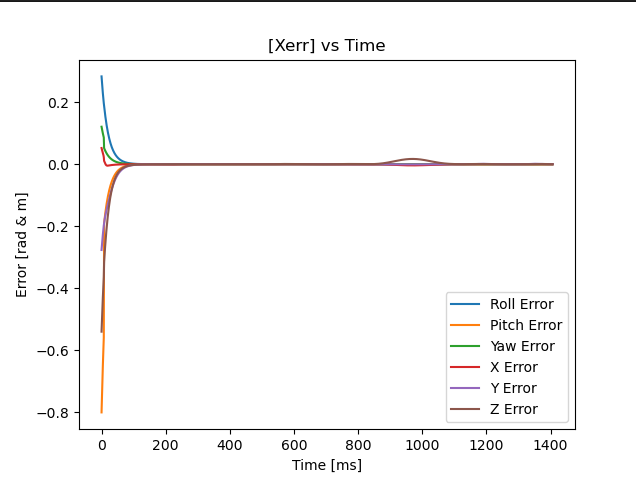 [Xerr] vs Time
Error [rad & m]
0.2
0.0
−0.2
−0.4
−0.6
−0.8
0 200 400 600 800 1000 1200 1400
Time [ms]
Roll Error
Pitch Error
Yaw Error
X Error
Y Error
Z Error